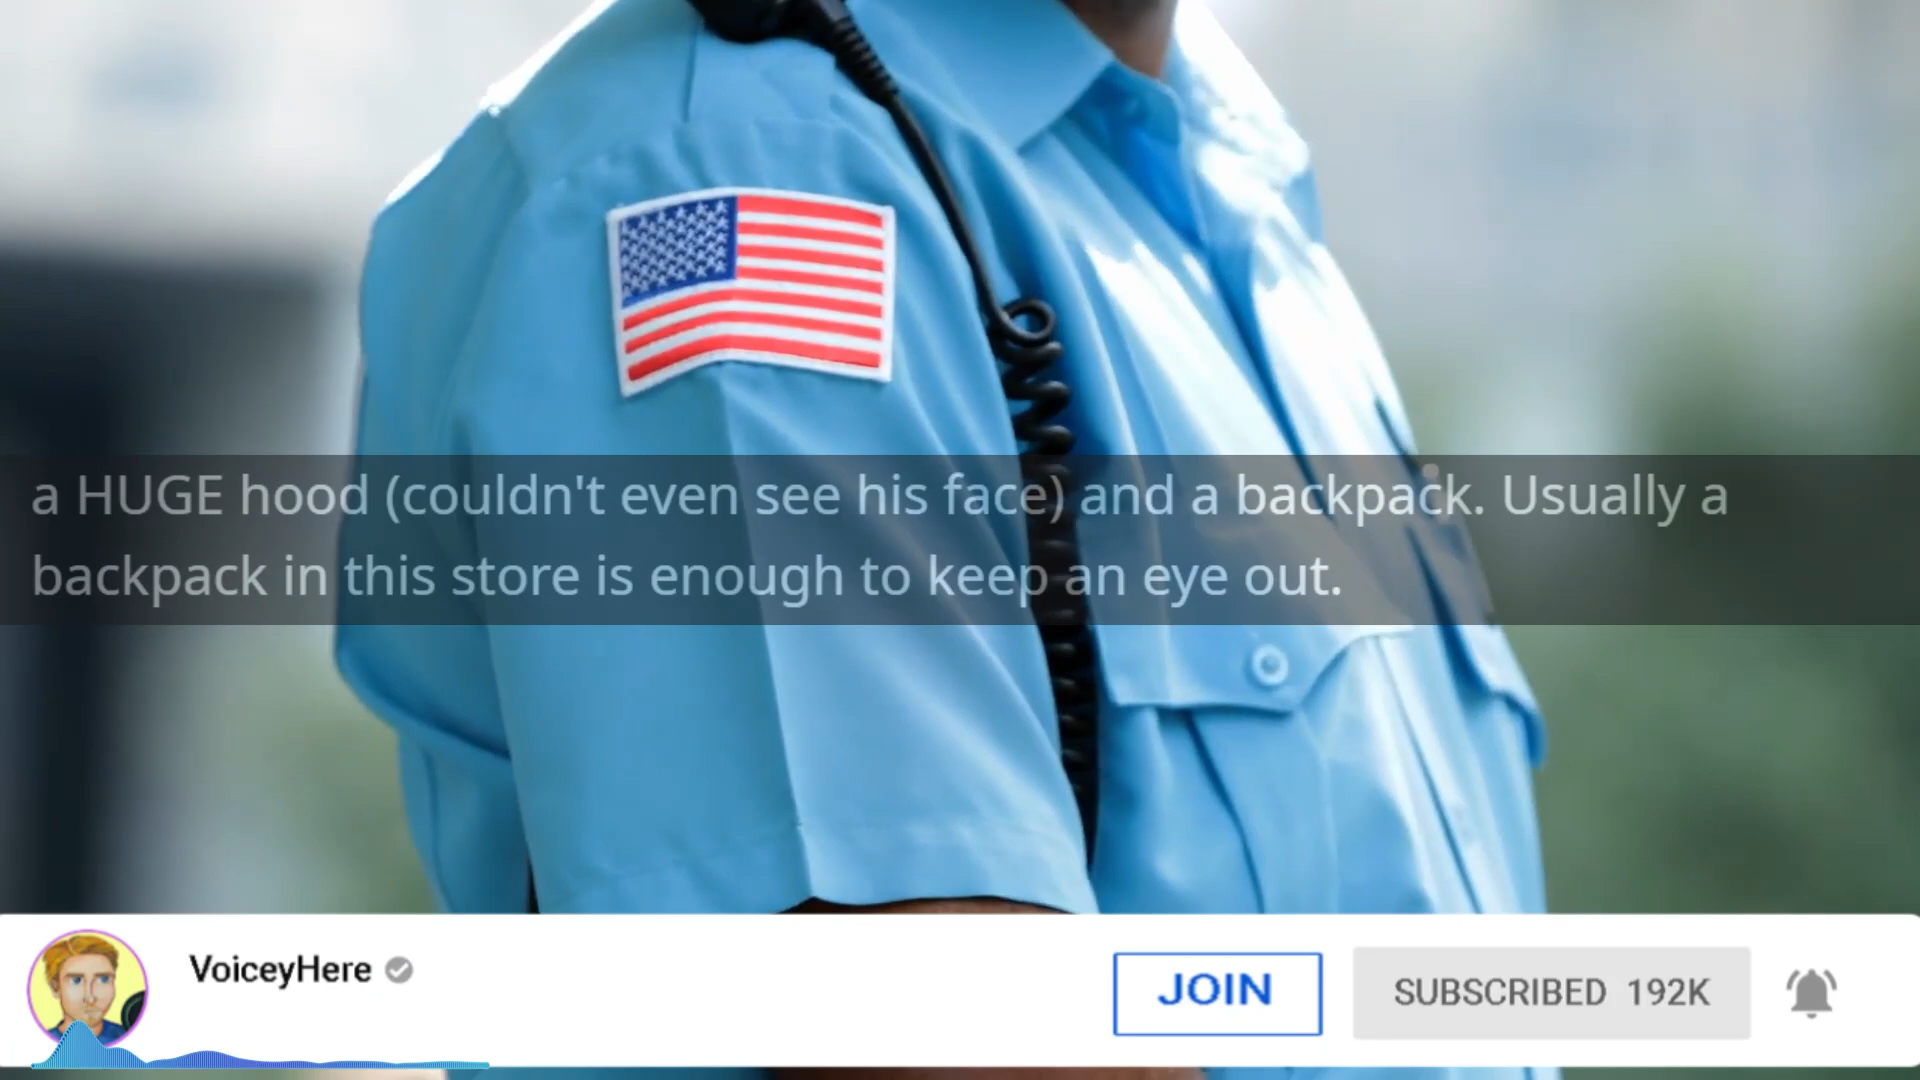 a HUGE hood (couldn't even see his face) and a backpack. Usually a
backpack in this store is enough to keep an eye out.
VoiceyHere
JOIN
SUBSCRIBED 192K